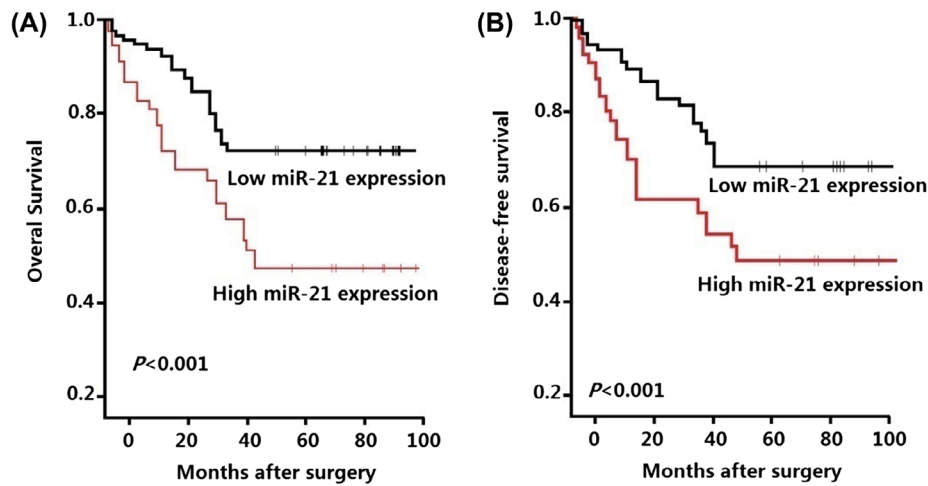 (A)
1.0
0.8
0.6
0.4
0.2
Overal Survival
Low miR-21 expression
High miR-21 expression
P<0.001
0 20 40 60 80 100
Months after surgery
(B)
1.0
0.8
0.6
0.4
0.2
Disease-free survival
Low miR-21 expression
High miR-21 expression
P<0.001
0 20 40 60 80 100
Months after surgery